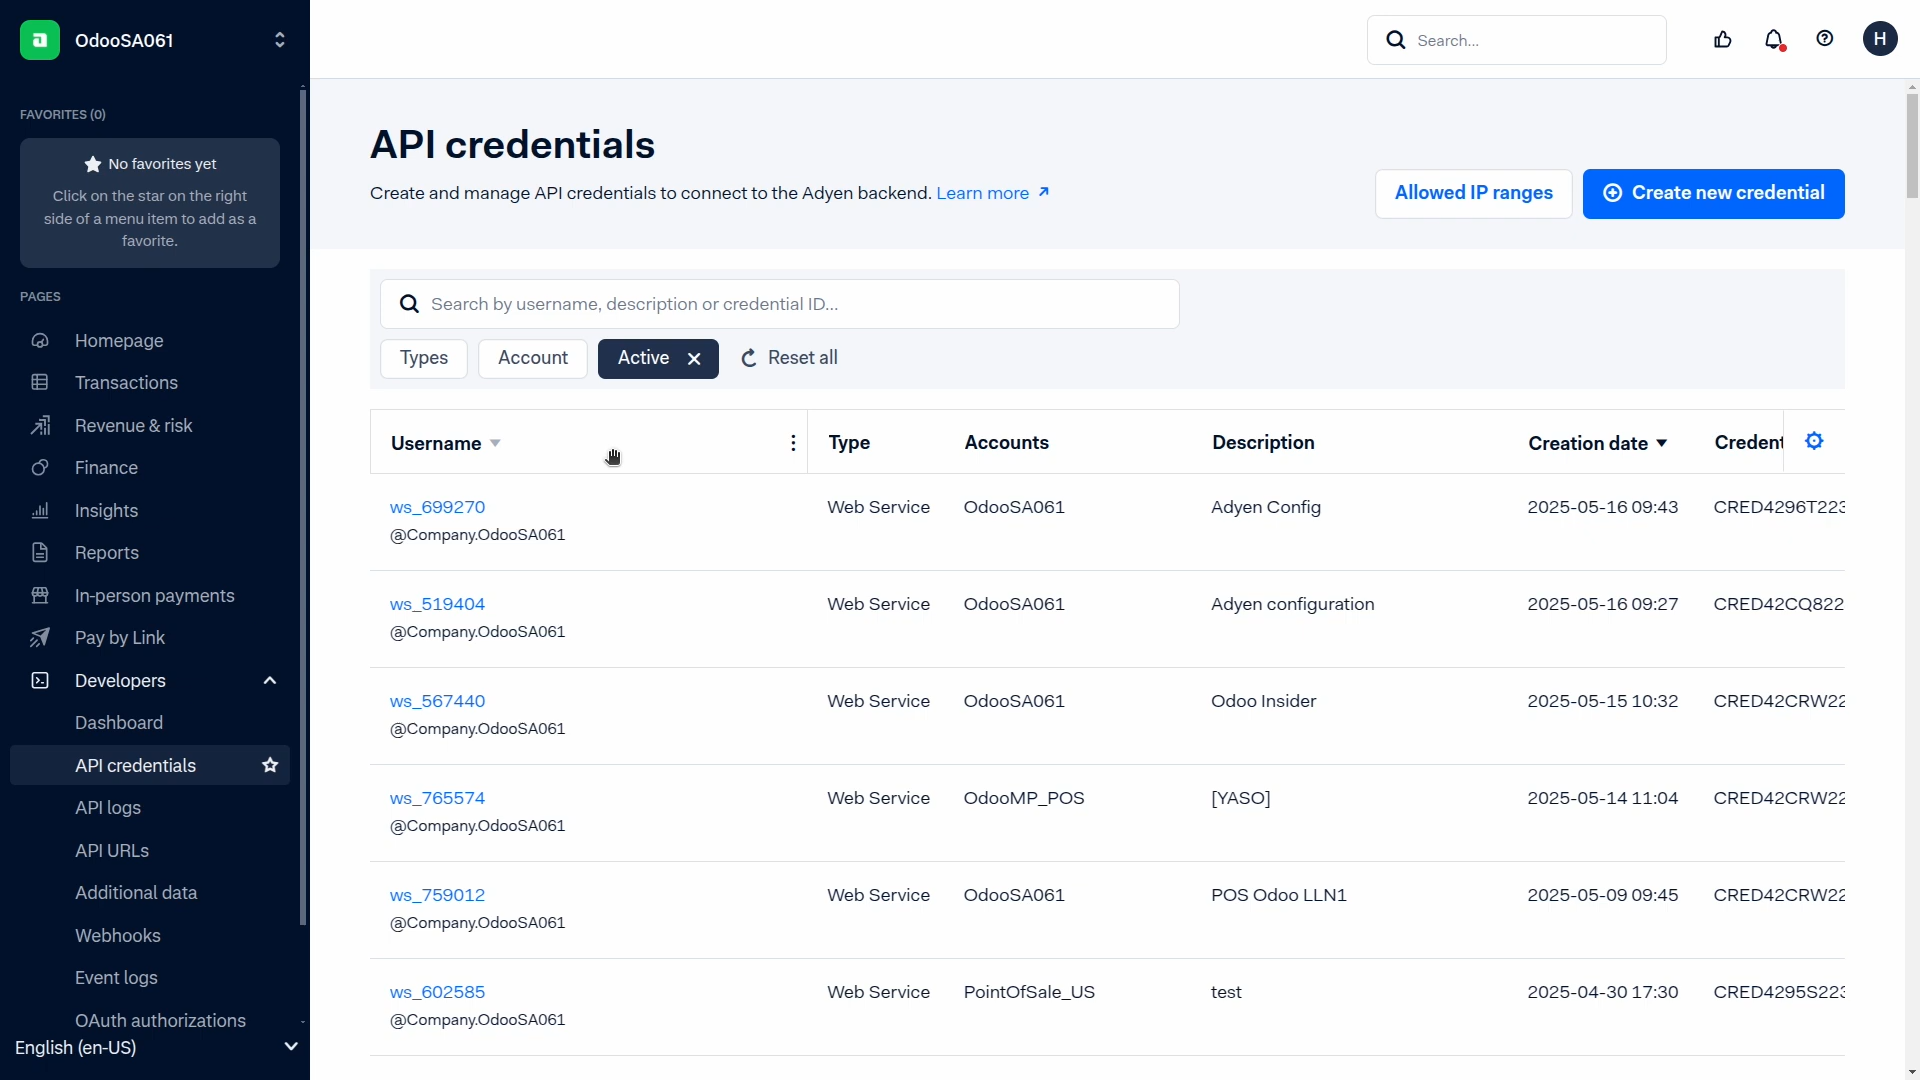 OdooSA061
Search...
H
FAVORITES (0)
No favorites yet
Click on the star on the right
side of a menu item to add as a
favorite.
PAGES
Homepage
Transactions
Revenue & risk
Finance
Insights
Reports
In-person payments
Pay by Link
Developers
Dashboard
API credentials
API logs
API URLs
Additional data
Webhooks
Event logs
OAuth authorizations
English (en-US)
API credentials
Create and manage API credentials to connect to the Adyen backend. Learn more
Allowed IP ranges
Create new credential
Search by username, description or credential ID...
Types Account Active Reset all
Username Type Accounts Description Creation date Credent
ws_699270 Web Service OdooSA061 Adyen Config 2025-05-16 09:43 CRED4296T223
@Company.OdooSA061
ws_519404 Web Service OdooSA061 Adyen configuration 2025-05-16 09:27 CRED42CQ822
@Company.OdooSA061
ws_567440 Web Service OdooSA061 Odoo Insider 2025-05-15 10:32 CRED42CRW22
@Company.OdooSA061
ws_765574 Web Service OdooMP_POS [YASO] 2025-05-14 11:04 CRED42CRW22
@Company.OdooSA061
ws_759012 Web Service OdooSA061 POS Odoo LLN1 2025-05-09 09:45 CRED42CRW22
@Company.OdooSA061
ws_602585 Web Service PointOfSale_US test 2025-04-30 17:30 CRED4295S223
@Company.OdooSA061